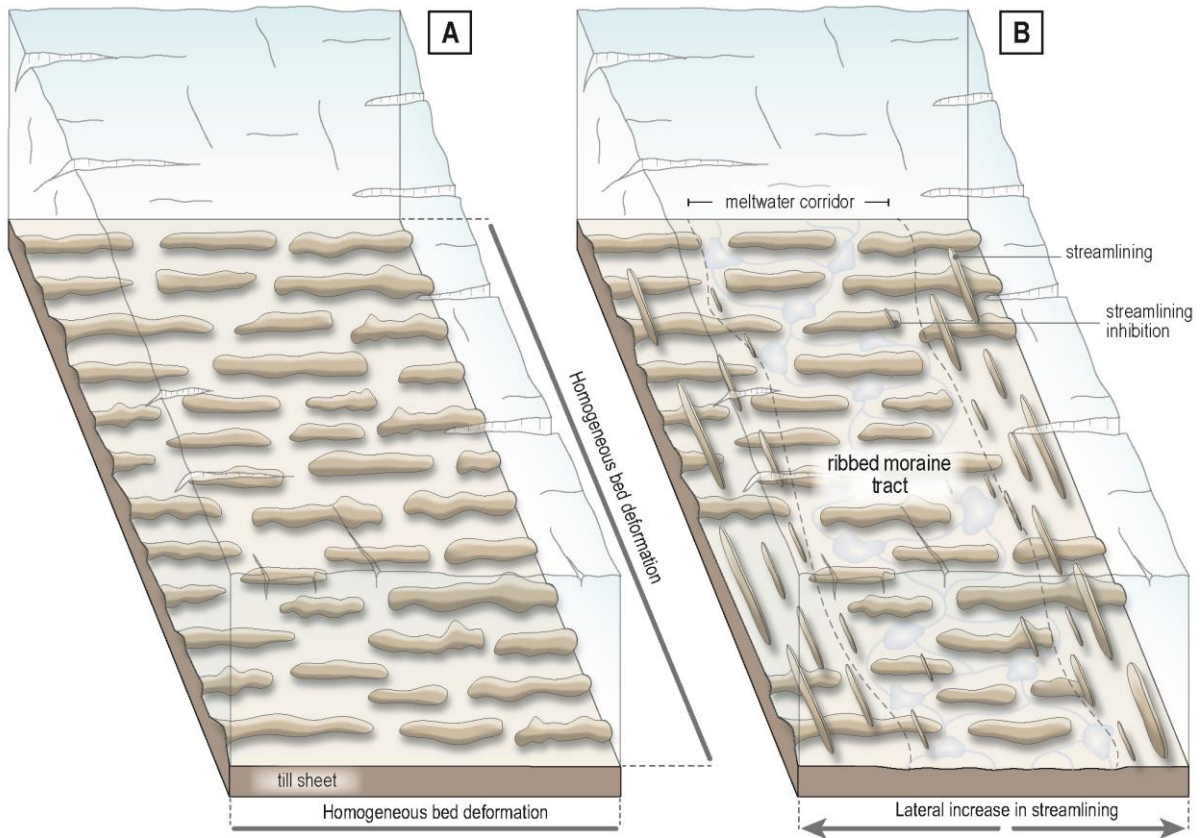 A
B
meltwater corridor
streamlining
streamlining
inhibition
Homogeneous bed deformation
ribbed moraine
tract
till sheet
Homogeneous bed deformation
Lateral increase in streamlining